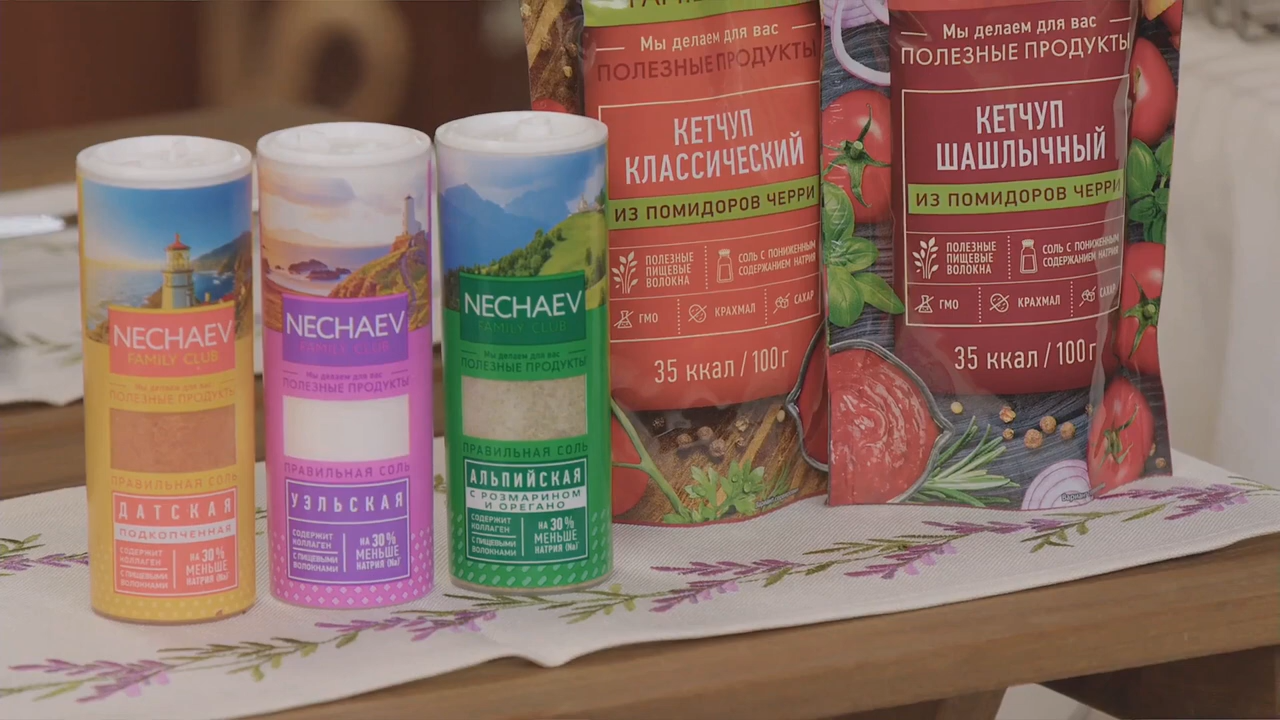 NECHAEV
FAMILY CLUB
Мы делаем для вас
ПОЛЕЗНЫЕ ПРОДУКТЫ
ПРАВИЛЬНАЯ СОЛЬ
ДАТСКАЯ
ПОДКОПЧЕННАЯ
СОДЕРЖИТ
КОЛЛАГЕН
С ПИЩЕВЫМИ
ВОЛОКНАМИ
НА 30%
МЕНЬШЕ
НАТРИЯ (Na)
NECHAEV
FAMILY CLUB
Мы делаем для вас
ПОЛЕЗНЫЕ ПРОДУКТЫ
ПРАВИЛЬНАЯ СОЛЬ
УЭЛЬСКАЯ
СОДЕРЖИТ
КОЛЛАГЕН
С ПИЩЕВЫМИ
ВОЛОКНАМИ
НА 30%
МЕНЬШЕ
НАТРИЯ (Na)
NECHAEV
FAMILY CLUB
Мы делаем для вас
ПОЛЕЗНЫЕ ПРОДУКТЫ
ПРАВИЛЬНАЯ СОЛЬ
АЛЬПИЙСКАЯ
С РОЗМАРИНОМ
И ОРЕГАНО
СОДЕРЖИТ
КОЛЛАГЕН
С ПИЩЕВЫМИ
ВОЛОКНАМИ
НА 30%
МЕНЬШЕ
НАТРИЯ (Na)
Мы делаем для вас
ПОЛЕЗНЫЕ ПРОДУКТЫ
КЕТЧУП
КЛАССИЧЕСКИЙ
ИЗ ПОМИДОРОВ ЧЕРРИ
ПОЛЕЗНЫЕ
ПИЩЕВЫЕ
ВОЛОКНА
СОЛЬ С ПОНИЖЕННЫМ
СОДЕРЖАНИЕМ НАТРИЯ
ГМО
КРАХМАЛ
САХАР
35 ккал / 100 г
Мы делаем для вас
ПОЛЕЗНЫЕ ПРОДУКТЫ
КЕТЧУП
ШАШЛЫЧНЫЙ
ИЗ ПОМИДОРОВ ЧЕРРИ
ПОЛЕЗНЫЕ
ПИЩЕВЫЕ
ВОЛОКНА
СОЛЬ С ПОНИЖЕННЫМ
СОДЕРЖАНИЕМ НАТРИЯ
ГМО
КРАХМАЛ
САХАР
35 ккал / 100 г